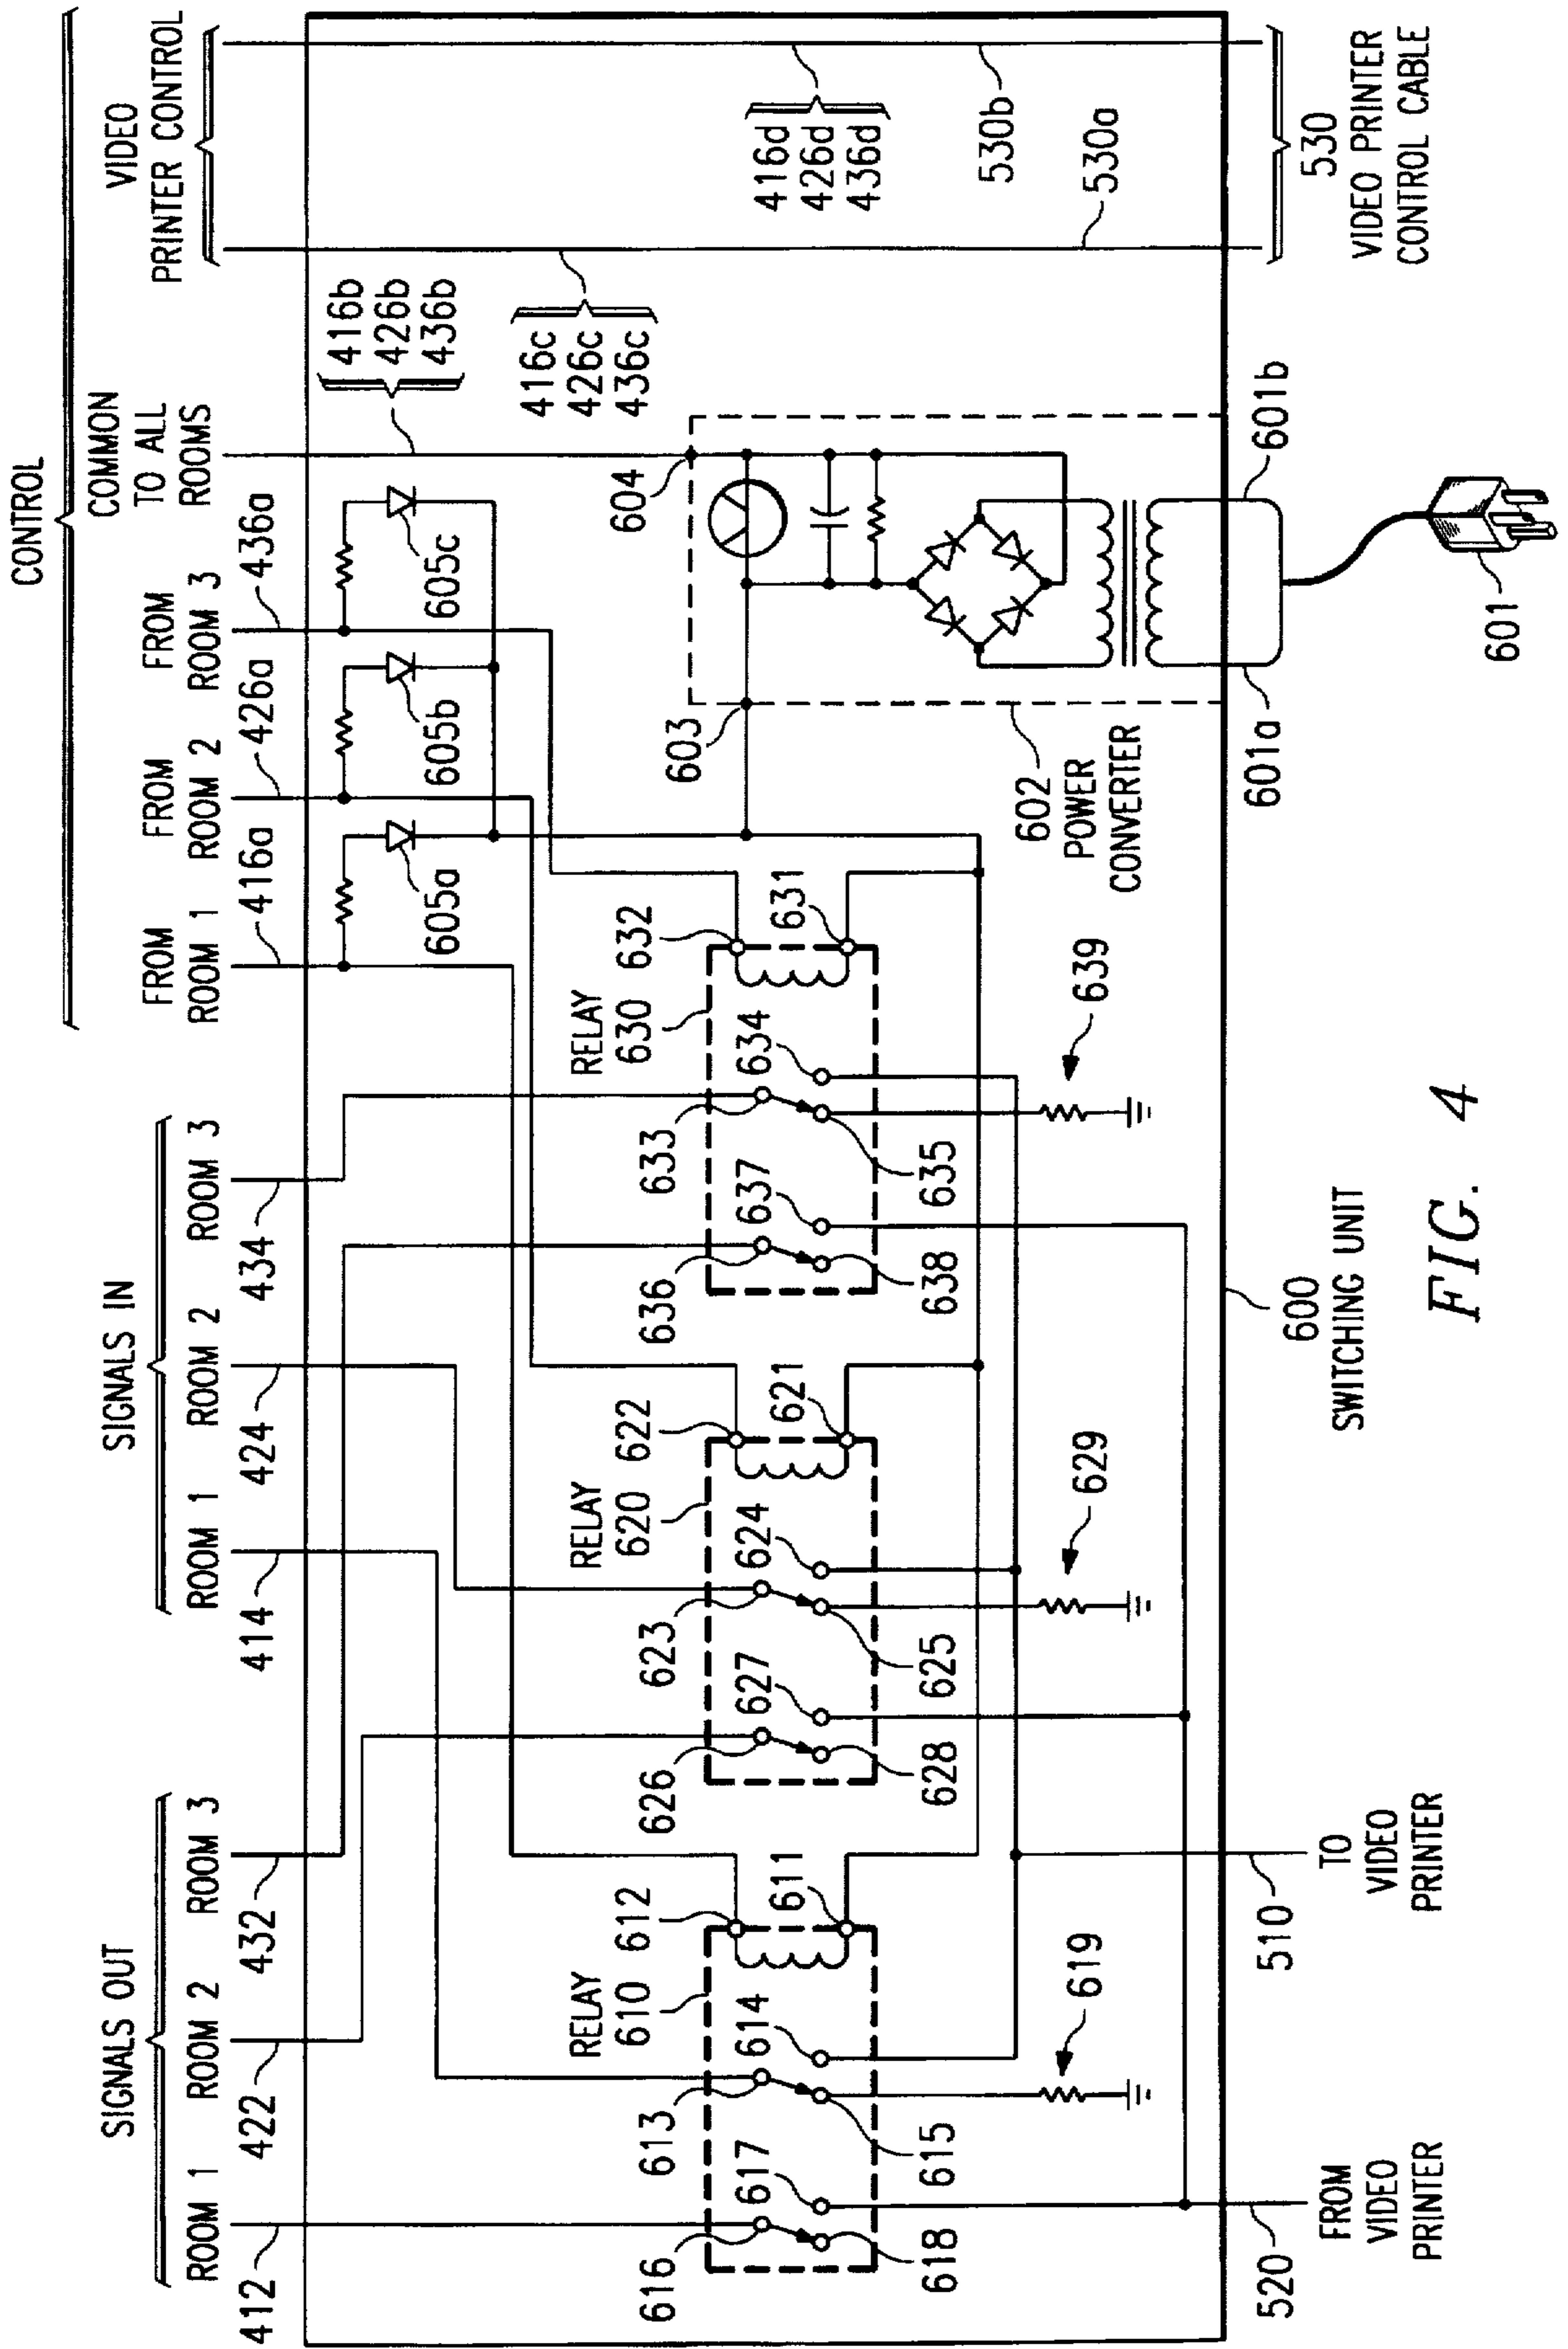 SIGNALS OUT
SIGNALS IN
CONTROL
ROOM 1
ROOM 2
ROOM 3
ROOM 1
ROOM 2
ROOM 3
FROM
ROOM 1
FROM
ROOM 2
FROM
ROOM 3
COMMON
TO ALL
ROOMS
VIDEO
PRINTER CONTROL
412
422
432
414
424
434
416a
426a
436a
416b
426b
436b
605a
605b
605c
416c
426c
436c
416d
426d
436d
530b
530a
RELAY
610
612
611
613
614
615
616
617
618
619
RELAY
620
622
621
623
624
625
626
627
628
629
RELAY
630
632
631
633
634
635
636
637
638
639
603
604
602
POWER
CONVERTER
601a
601b
601
520
FROM
VIDEO
PRINTER
510
TO
VIDEO
PRINTER
600
SWITCHING UNIT
530
VIDEO PRINTER
CONTROL CABLE
FIG. 4